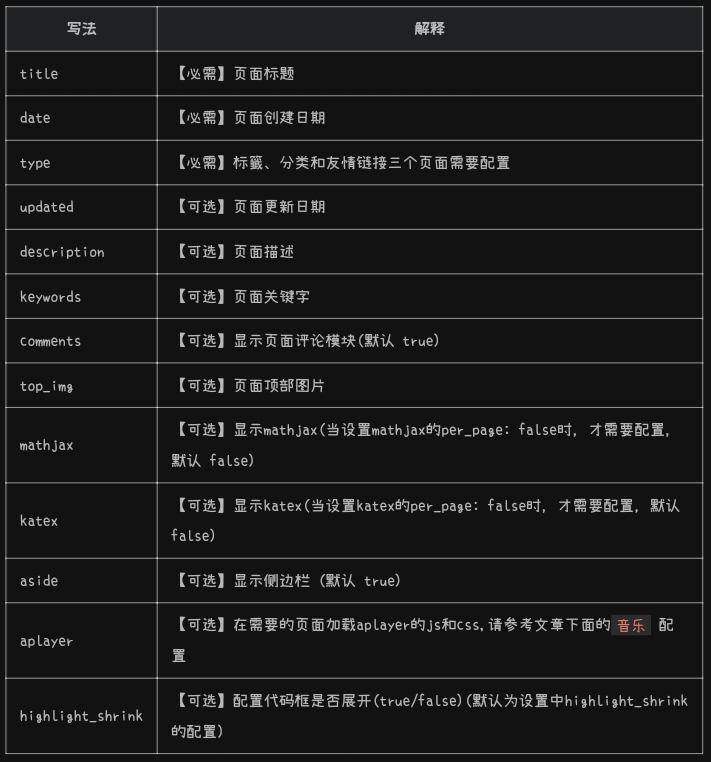 写法 解释
title 【必需】页面标题
date 【必需】页面创建日期
type 【必需】标籤、分类和友情链接三个页面需要配置
updated 【可选】页面更新日期
description 【可选】页面描述
keywords 【可选】页面关键字
comments 【可选】显示页面评论模块(默认 true)
top_img 【可选】页面顶部图片
mathjax 【可选】显示mathjax(当设置mathjax的per_page: false时, 才需要配置,
默认 false)
katex 【可选】显示katex(当设置katex的per_page: false时, 才需要配置, 默认
false)
aside 【可选】显示侧边栏 (默认 true)
aplayer 【可选】在需要的页面加载aplayer的js和css,请参考文章下面的 音乐 配
置
highlight_shrink 【可选】配置代码框是否展开(true/false)(默认为设置中highlight_shrink
的配置)